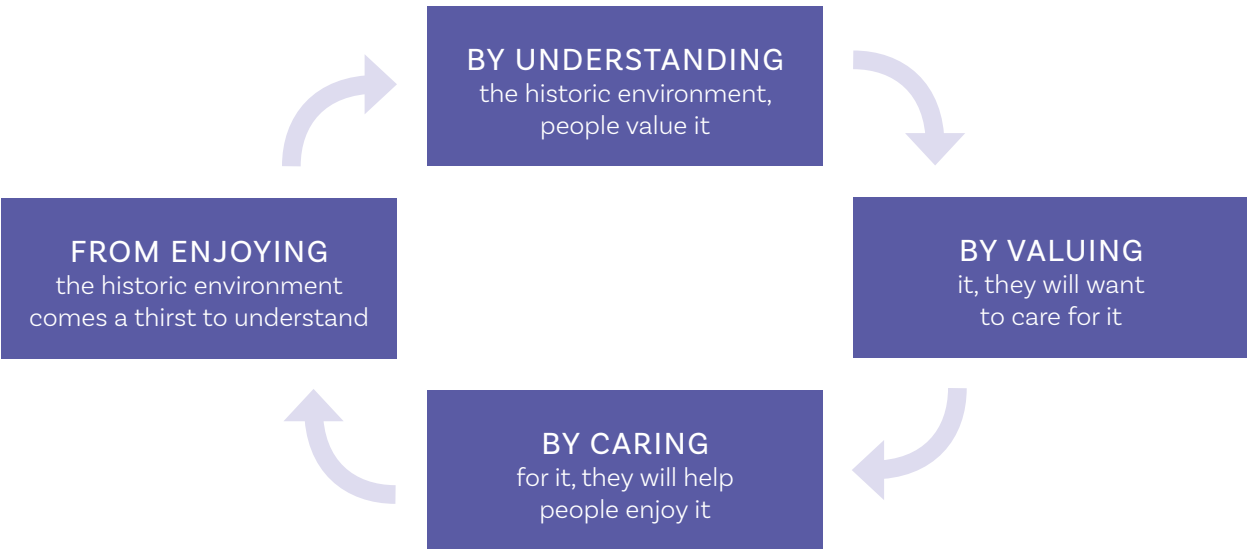 BY UNDERSTANDING
the historic environment,
people value it
BY VALUING
it, they will want
to care for it
BY CARING
for it, they will help
people enjoy it
FROM ENJOYING
the historic environment
comes a thirst to understand